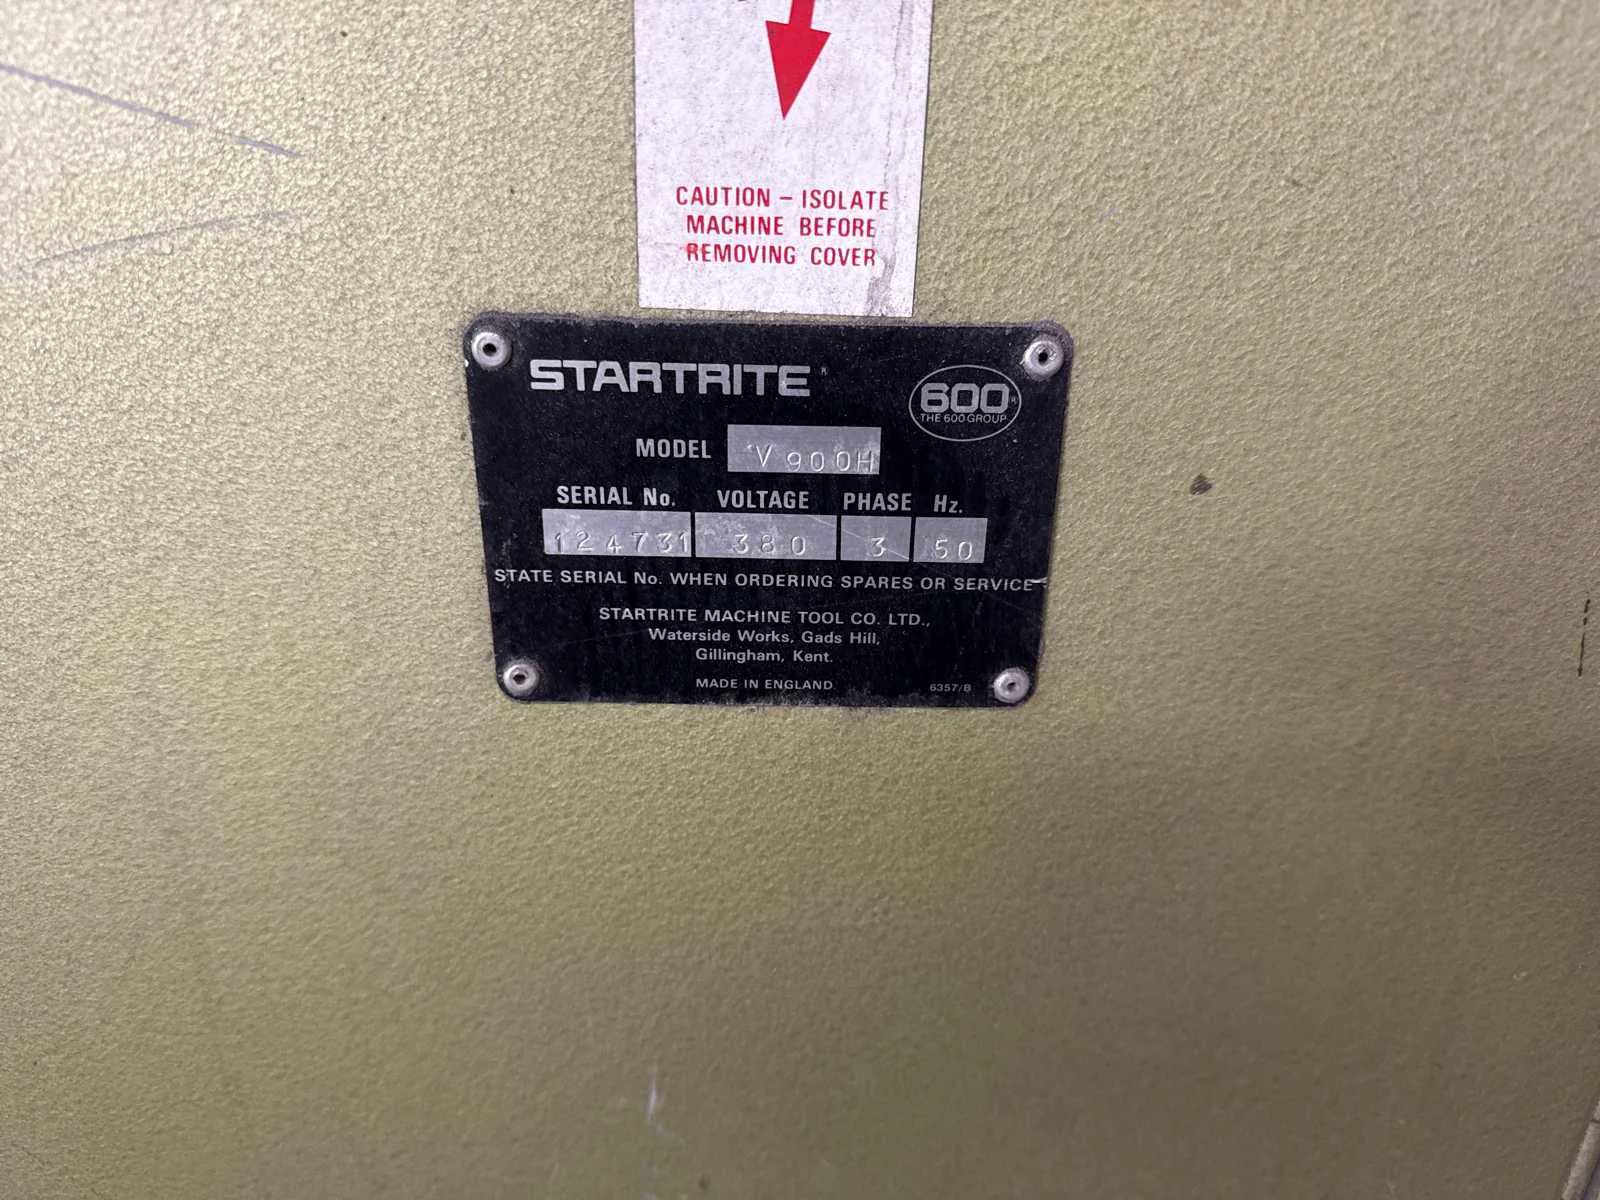 CAUTION – ISOLATE
MACHINE BEFORE
REMOVING COVER
STARTRITE®
600®
THE 600 GROUP
MODEL V 900H
SERIAL No. VOLTAGE PHASE Hz.
124731 380 3 50
STATE SERIAL No. WHEN ORDERING SPARES OR SERVICE
STARTRITE MACHINE TOOL CO. LTD.,
Waterside Works, Gads Hill,
Gillingham, Kent.
MADE IN ENGLAND
6357/B